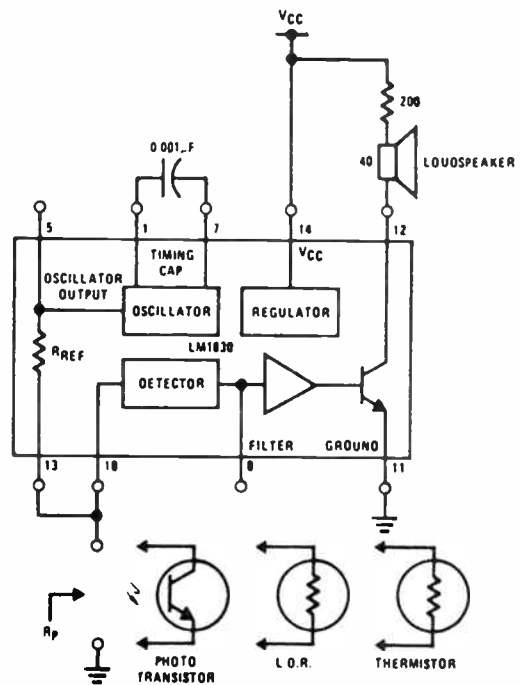 VCC
200
0.001µF
40
LOUDSPEAKER
5
1
7
14
12
TIMING
CAP
VCC
OSCILLATOR
OUTPUT
OSCILLATOR
REGULATOR
LM1830
RREF
DETECTOR
FILTER
GROUND
13
10
11
RP
PHOTO
TRANSISTOR
L.D.R.
THERMISTOR